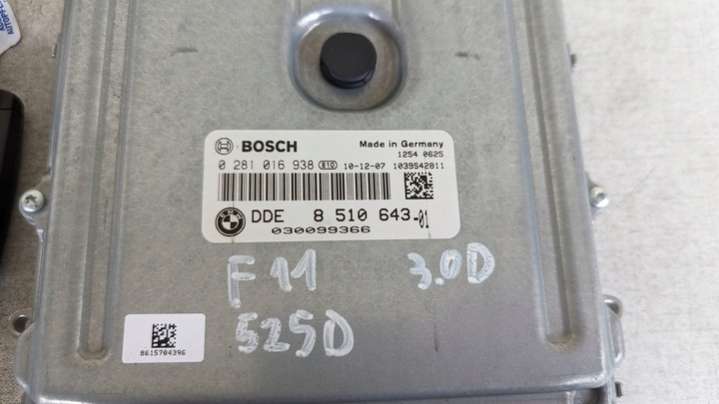 BOSCH
Made in Germany
1254 0625
0 281 016 938 10-12-07 1039S42811
DDE 8 510 643-01
030099366
F11 3.0D
525D
8615704396